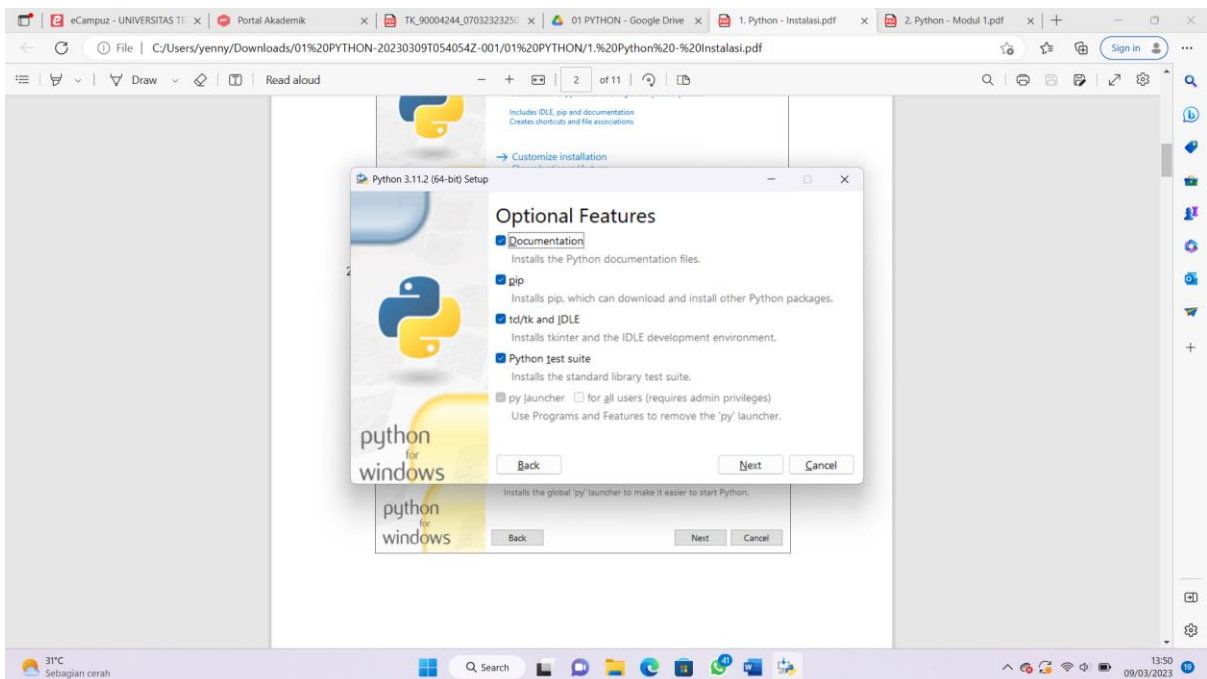 eCampuz - UNIVERSITAS TE
Portal Akademik
TK_90004244_0703232325
01 PYTHON - Google Drive
1. Python - Instalasi.pdf
2. Python - Modul 1.pdf
File | C:/Users/yenny/Downloads/01%20PYTHON-20230309T054054Z-001/01%20PYTHON/1.%20Python%20-%20Instalasi.pdf
Sign in
Draw
Read aloud
2 of 11
Includes IDLE, pip and documentation
Creates shortcuts and file associations
→ Customize installation
Python 3.11.2 (64-bit) Setup
Optional Features
Documentation
Installs the Python documentation files.
pip
Installs pip, which can download and install other Python packages.
tcl/tk and IDLE
Installs tkinter and the IDLE development environment.
Python test suite
Installs the standard library test suite.
py launcher for all users (requires admin privileges)
Use Programs and Features to remove the 'py' launcher.
python
for
windows
Back Next Cancel
Installs the global 'py' launcher to make it easier to start Python.
python
for
windows
Back Next Cancel
31°C
Sebagian cerah
Search
41
13:50
09/03/2023
19